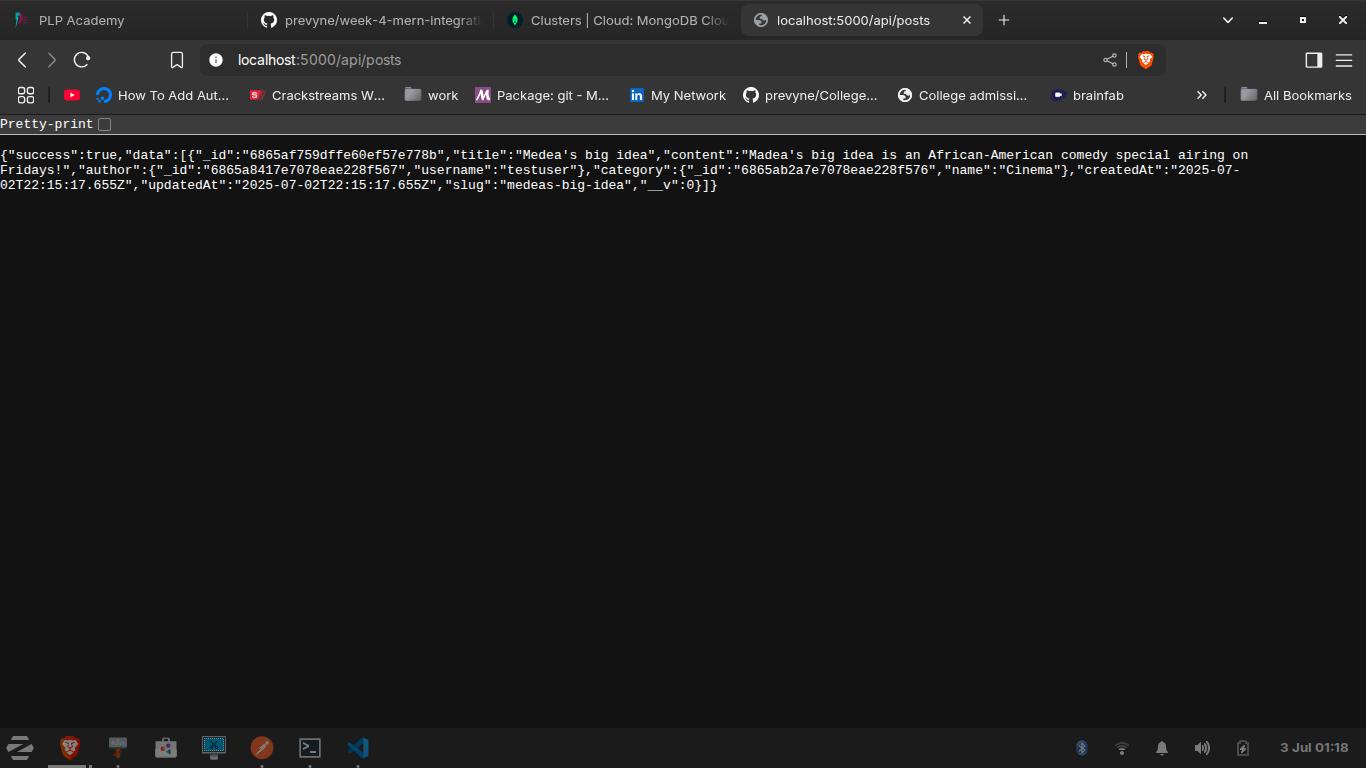 PLP Academy
prevyne/week-4-mern-integrat
Clusters | Cloud: MongoDB Clou
localhost:5000/api/posts
localhost:5000/api/posts
How To Add Aut...
Crackstreams W...
work
Package: git - M...
My Network
prevyne/College...
College admissi...
brainfab
»
All Bookmarks
Pretty-print
{"success":true,"data":[{"_id":"6865af759dffe60ef57e778b","title":"Medea's big idea","content":"Madea's big idea is an African-American comedy special airing on
Fridays!","author":{"_id":"6865a8417e7078eae228f567","username":"testuser"},"category":{"_id":"6865ab2a7e7078eae228f576","name":"Cinema"},"createdAt":"2025-07-
02T22:15:17.655Z","updatedAt":"2025-07-02T22:15:17.655Z","slug":"medeas-big-idea","__v":0}]}
3 Jul 01:18